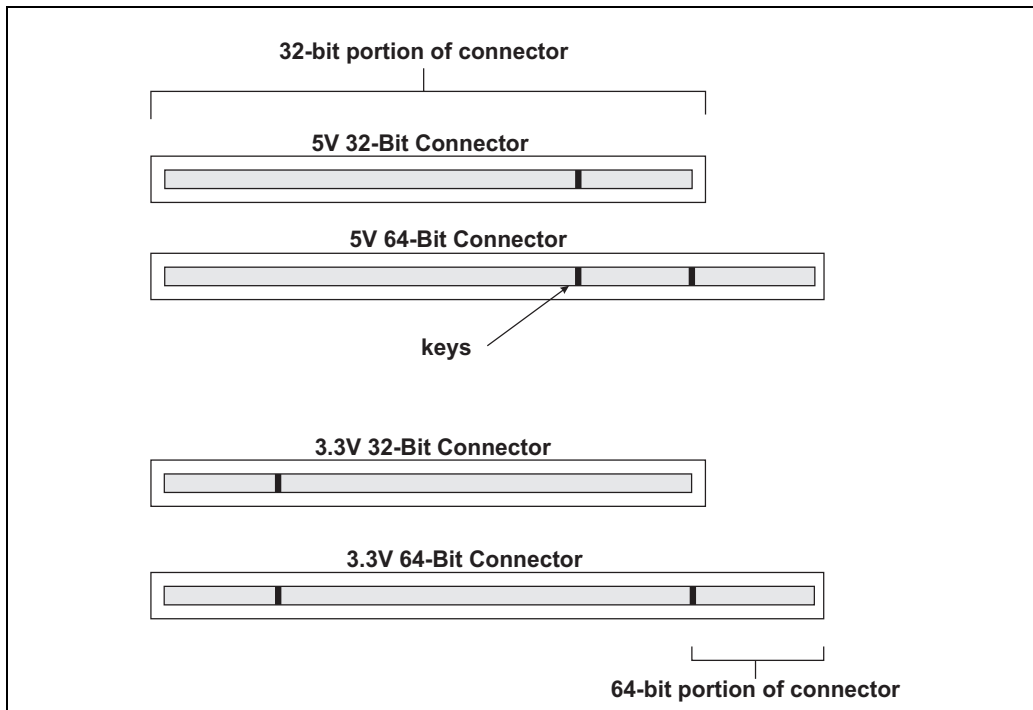 32-bit portion of connector
5V 32-Bit Connector
5V 64-Bit Connector
keys
3.3V 32-Bit Connector
3.3V 64-Bit Connector
64-bit portion of connector